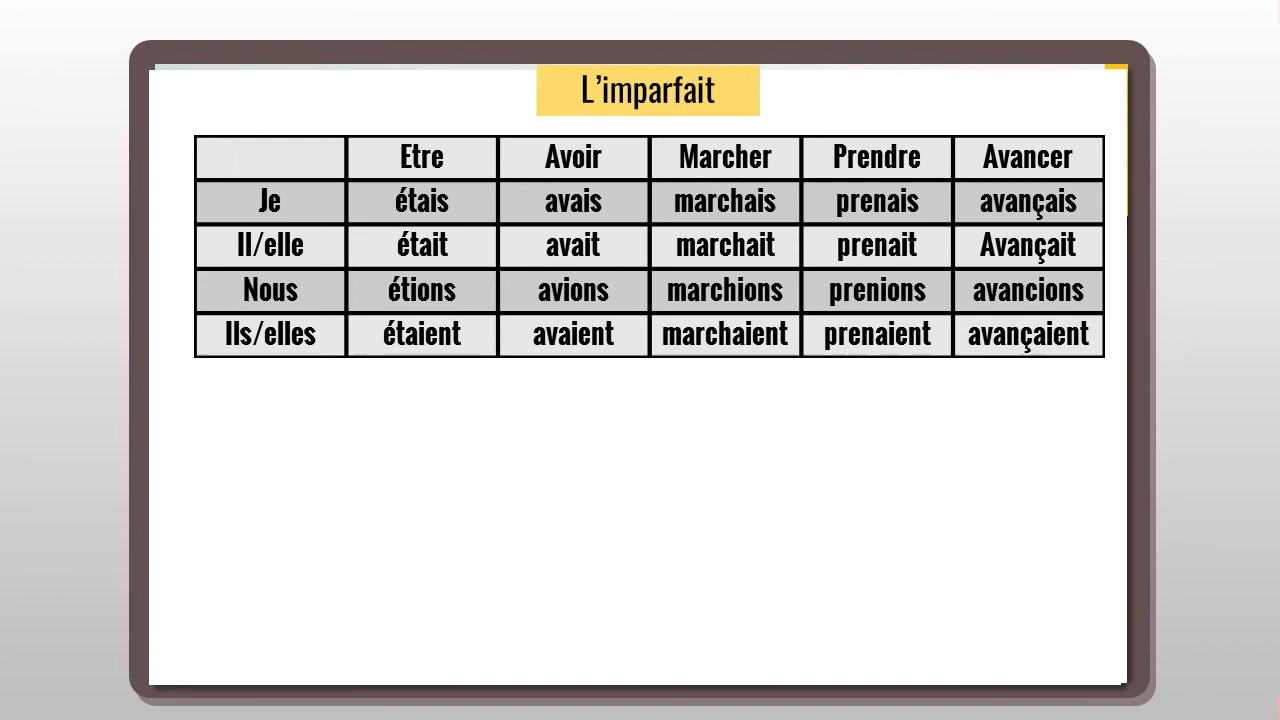 L’imparfait
Etre Avoir Marcher Prendre Avancer
Je étais avais marchais prenais avançais
Il/elle était avait marchait prenait Avançait
Nous étions avions marchions prenions avancions
Ils/elles étaient avaient marchaient prenaient avançaient